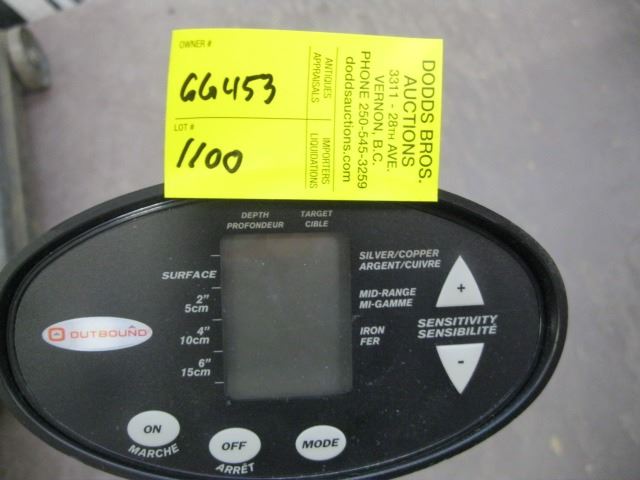 OWNER #
GG453
LOT #
1100
ANTIQUES
APPRAISALS
IMPORTERS
LIQUIDATIONS
DODDS BROS.
AUCTIONS
3311 - 28TH AVE.
VERNON, B.C.
PHONE 250-545-3259
doddsauctions.com
DEPTH
PROFONDEUR
TARGET
CIBLE
SURFACE
2"
5cm
4"
10cm
6"
15cm
SILVER/COPPER
ARGENT/CUIVRE
MID-RANGE
MI-GAMME
IRON
FER
+
SENSITIVITY
SENSIBILITÉ
-
OUTBOUND
ON
MARCHE
OFF
ARRÊT
MODE